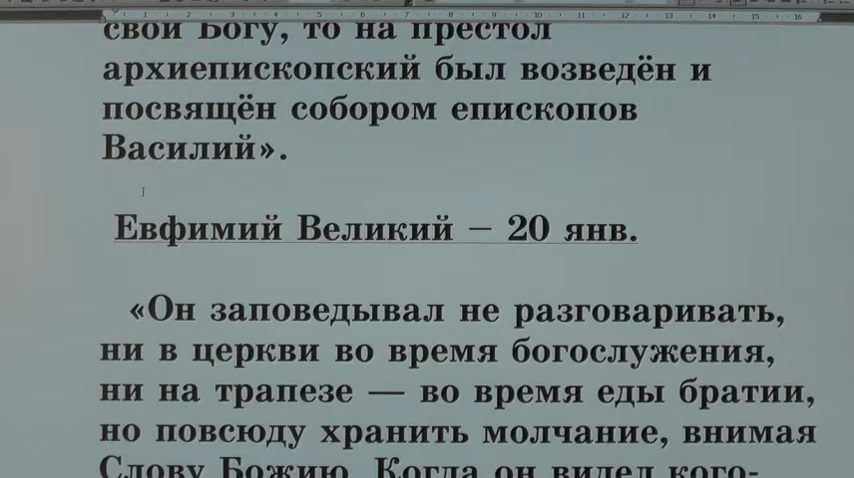 свои Богу, то на престол
архиепископский был возведён и
посвящён собором епископов
Василий».
Евфимий Великий – 20 янв.
«Он заповедывал не разговаривать,
ни в церкви во время богослужения,
ни на трапезе — во время еды братии,
но повсюду хранить молчание, внимая
Слову Божию. Когда он видел кого-